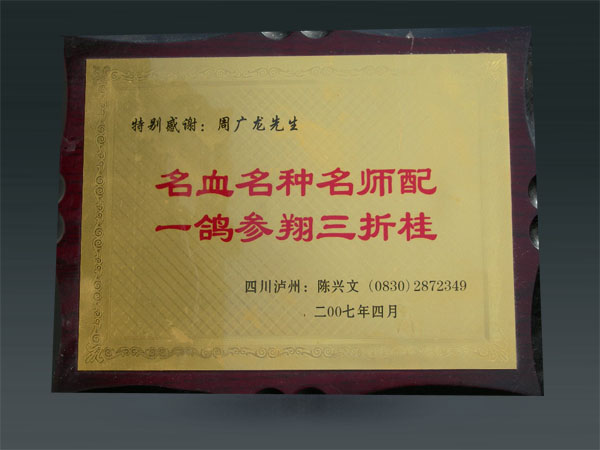 特别感谢：周广龙先生
名血名种名师配
一鸽参翔三折桂
四川泸州：陈兴文（0830）2872349
二00七年四月